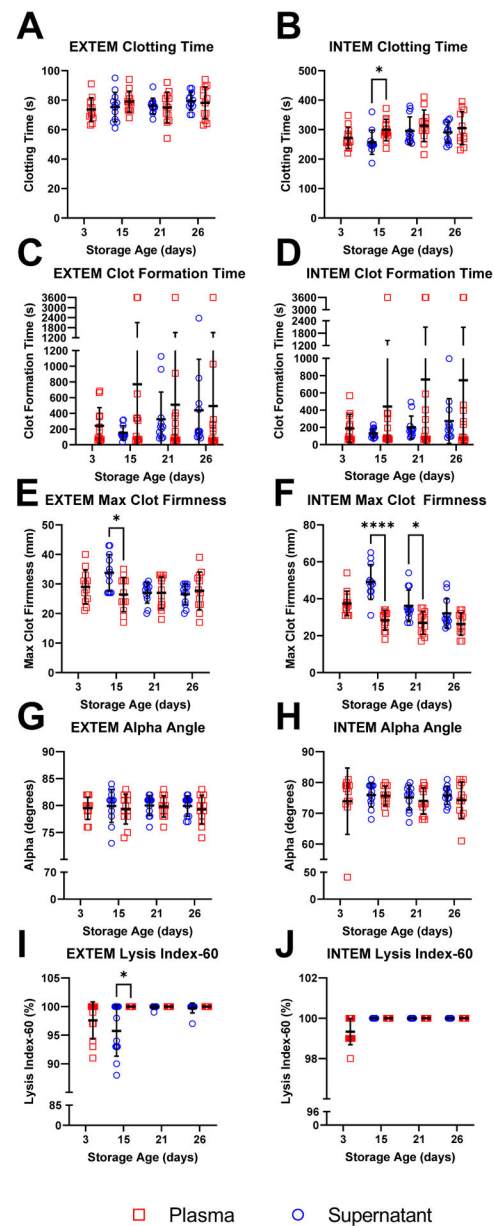 A
EXTEM Clotting Time
Clotting Time (s)
100
80
60
40
20
0
3 15 21 26
Storage Age (days)
B
INTEM Clotting Time
Clotting Time (s)
500
400
300
200
100
0
*
3 15 21 26
Storage Age (days)
C
EXTEM Clot Formation Time
Clot Formation Time (s)
3600
3000
2400
1800
1200
1200
1000
800
600
400
200
0
3 15 21 26
Storage Age (days)
D
INTEM Clot Formation Time
Clot Formation Time (s)
3600
3000
2400
1800
1200
1000
800
600
400
200
0
3 15 21 26
Storage Age (days)
E
EXTEM Max Clot Firmness
Max Clot Firmness (mm)
50
40
30
20
10
0
*
3 15 21 26
Storage Age (days)
F
INTEM Max Clot Firmness
Max Clot Firmness (mm)
80
60
40
20
0
**** *
3 15 21 26
Storage Age (days)
G
EXTEM Alpha Angle
Alpha (degrees)
90
85
80
75
70
0
3 15 21 26
Storage Age (days)
H
INTEM Alpha Angle
Alpha (degrees)
90
80
70
60
50
0
3 15 21 26
Storage Age (days)
I
EXTEM Lysis Index-60
Lysis Index-60 (%)
105
100
95
90
85
0
*
3 15 21 26
Storage Age (days)
J
INTEM Lysis Index-60
Lysis Index-60 (%)
102
100
98
96
0
3 15 21 26
Storage Age (days)
Plasma Supernatant